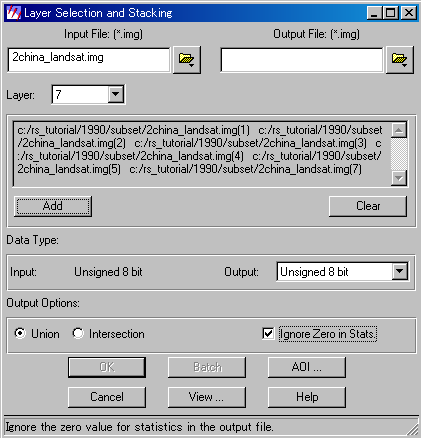 Layer Selection and Stacking
Input File: (*.img)
Output File: (*.img)
2china_landsat.img
Layer:
7
c:/rs_tutorial/1990/subset/2china_landsat.img(1) c:/rs_tutorial/1990/subset
/2china_landsat.img(2) c:/rs_tutorial/1990/subset/2china_landsat.img(3) c
:/rs_tutorial/1990/subset/2china_landsat.img(4) c:/rs_tutorial/1990/subset/
2china_landsat.img(5) c:/rs_tutorial/1990/subset/2china_landsat.img(7)
Add
Clear
Data Type:
Input:
Unsigned 8 bit
Output:
Unsigned 8 bit
Output Options:
Union
Intersection
Ignore Zero in Stats.
OK
Batch
AOI ...
Cancel
View ...
Help
Ignore the zero value for statistics in the output file.